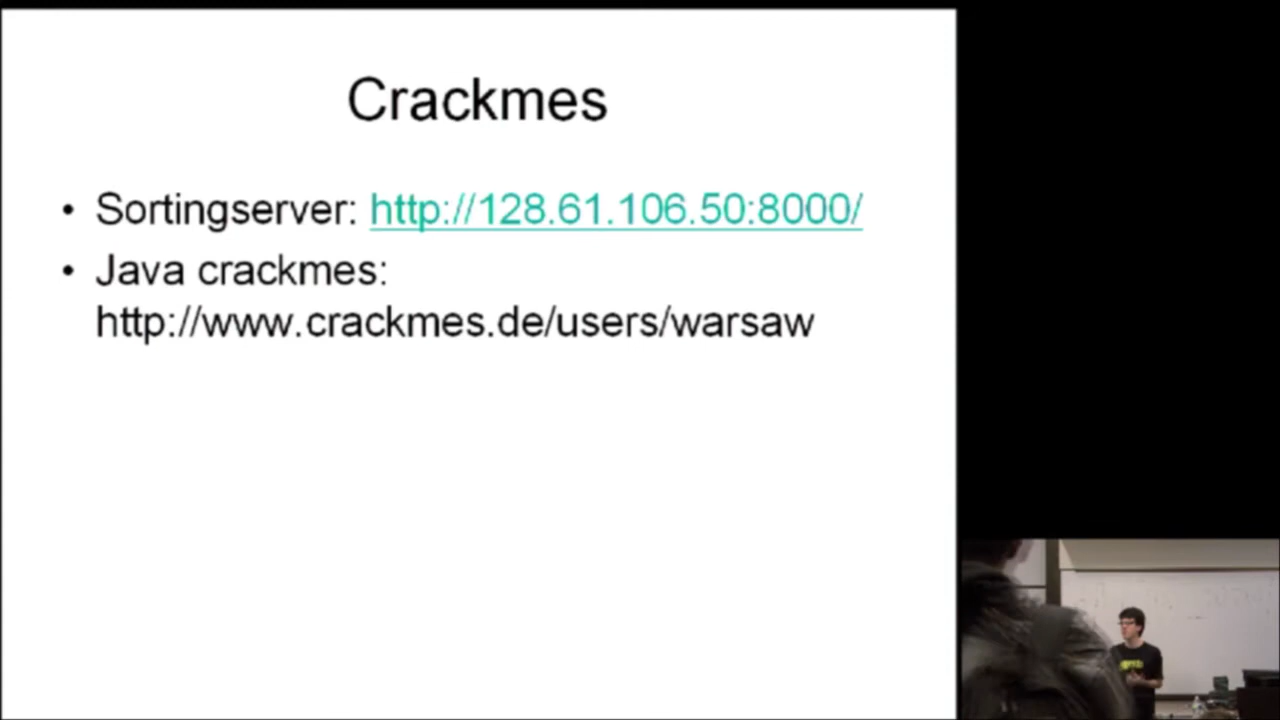 Crackmes
• Sortingserver: http://128.61.106.50:8000/
• Java crackmes:
http://www.crackmes.de/users/warsaw